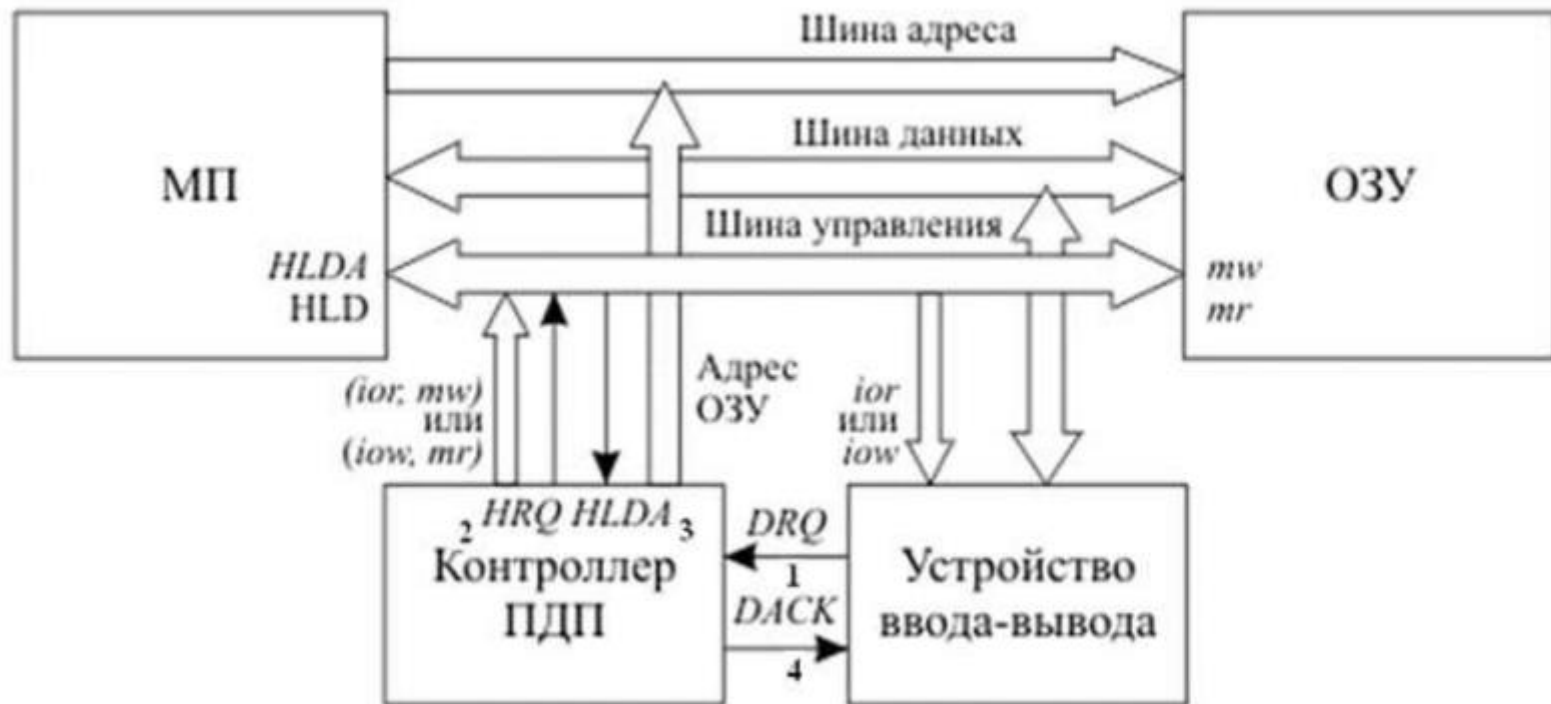 Шина адреса
Шина данных
МП
ОЗУ
Шина управления
HLDA
HLD
mw
mr
(ior, mw)
или
(iow, mr)
Адрес
ОЗУ
ior
или
iow
2 HRQ HLDA 3
Контроллер
ПДП
DRQ
1
DACK
4
Устройство
ввода-вывода